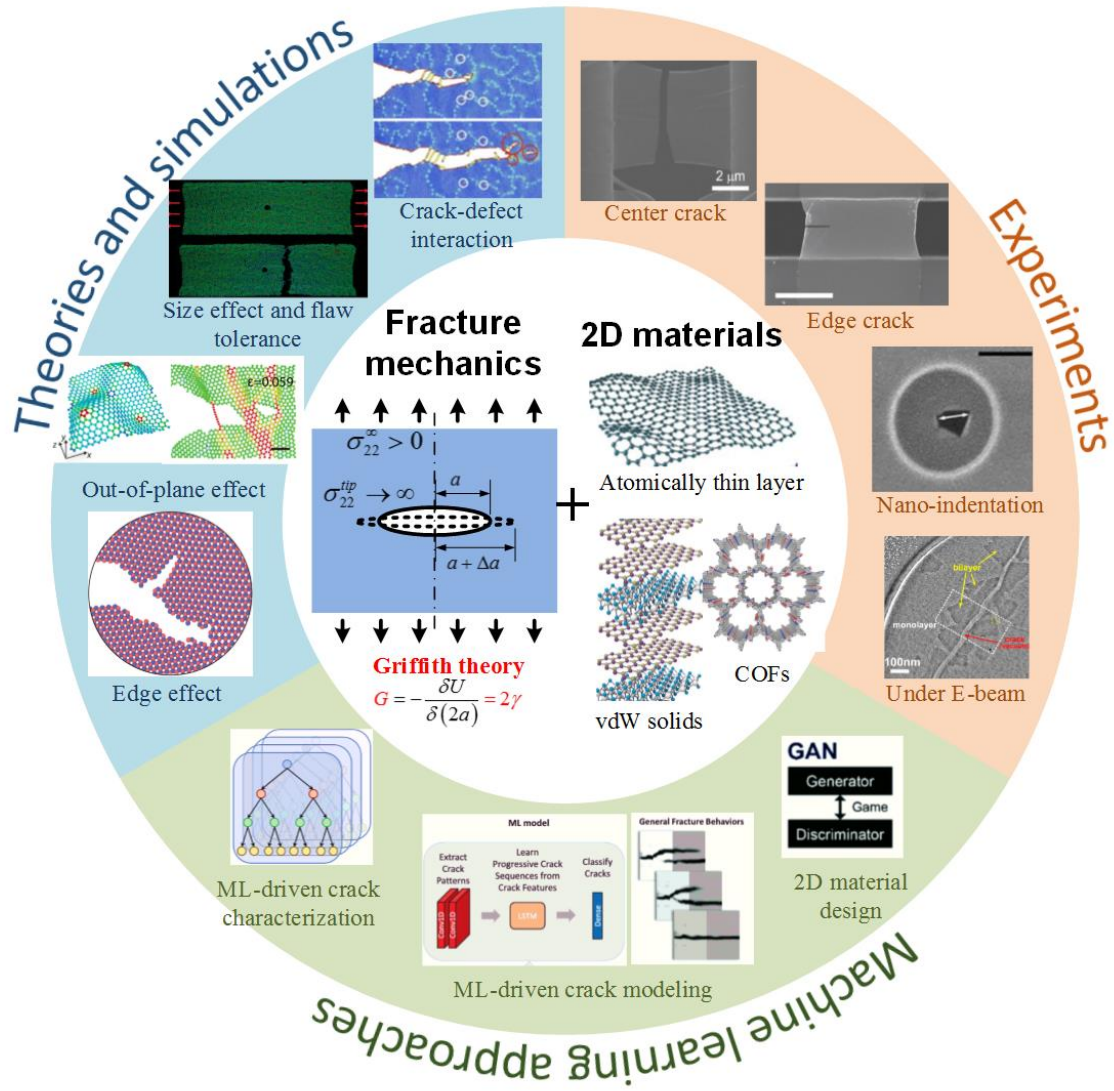 Theories and simulations
Crack-defect
interaction
Size effect and flaw
tolerance
ε=0.059
z
y
x
Out-of-plane effect
Edge effect
Experiments
2 μm
Center crack
Edge crack
Nano-indentation
bilayer
monolayer
100nm
Under E-beam
Fracture
mechanics
σ₂₂^∞ > 0
σ₂₂^tip → ∞
a
a + Δa
Griffith theory
G = -δU/δ(2a) = 2γ
+
2D materials
Atomically thin layer
vdW solids
COFs
Machine learning approaches
ML-driven crack
characterization
ML model
Extract
Crack
Patterns
Learn
Progressive Crack
Sequences from
Crack Features
Classify
Cracks
Conv1D
Conv1D
LSTM
Dense
General Fracture Behaviors
ML-driven crack modeling
GAN
Generator
Game
Discriminator
2D material
design